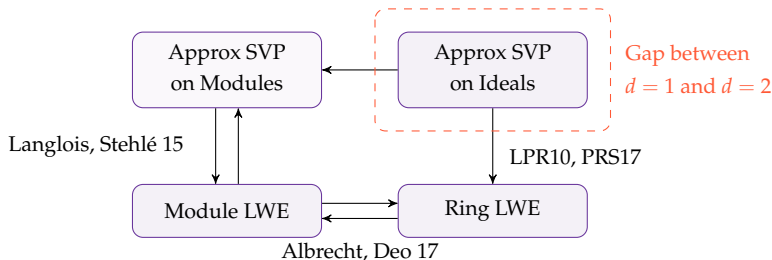 Approx SVP
on Modules
Approx SVP
on Ideals
Gap between
d = 1 and d = 2
Langlois, Stehlé 15
LPR10, PRS17
Module LWE
Ring LWE
Albrecht, Deo 17